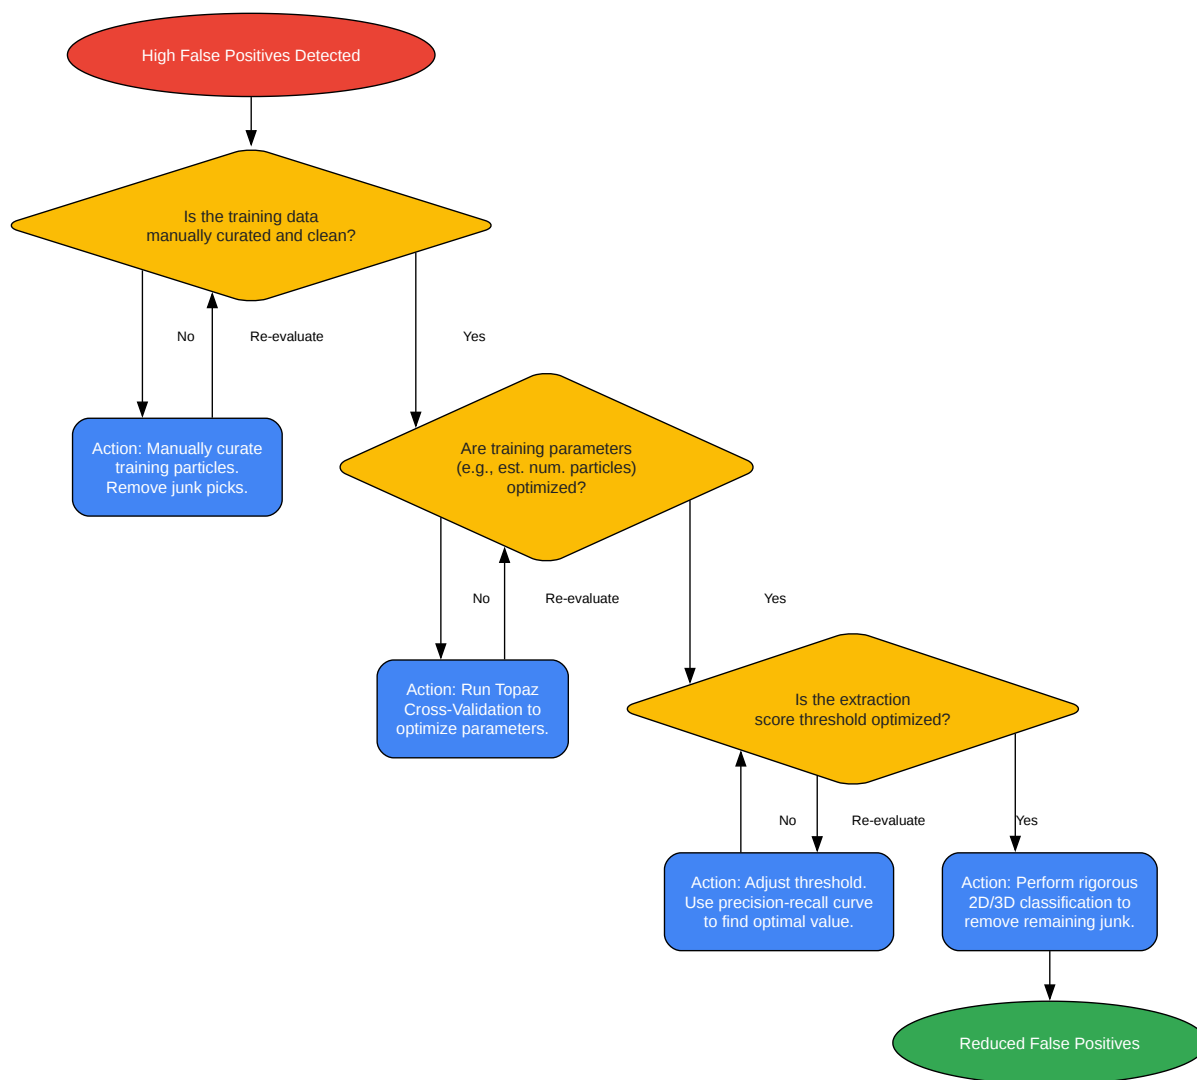 High False Positives Detected
Is the training data
manually curated and clean?
No
Re-evaluate
Yes
Action: Manually curate
training particles.
Remove junk picks.
Are training parameters
(e.g., est. num. particles)
optimized?
No
Re-evaluate
Yes
Action: Run Topaz
Cross-Validation to
optimize parameters.
Is the extraction
score threshold optimized?
No
Re-evaluate
Yes
Action: Adjust threshold.
Use precision-recall curve
to find optimal value.
Action: Perform rigorous
2D/3D classification to
remove remaining junk.
Reduced False Positives